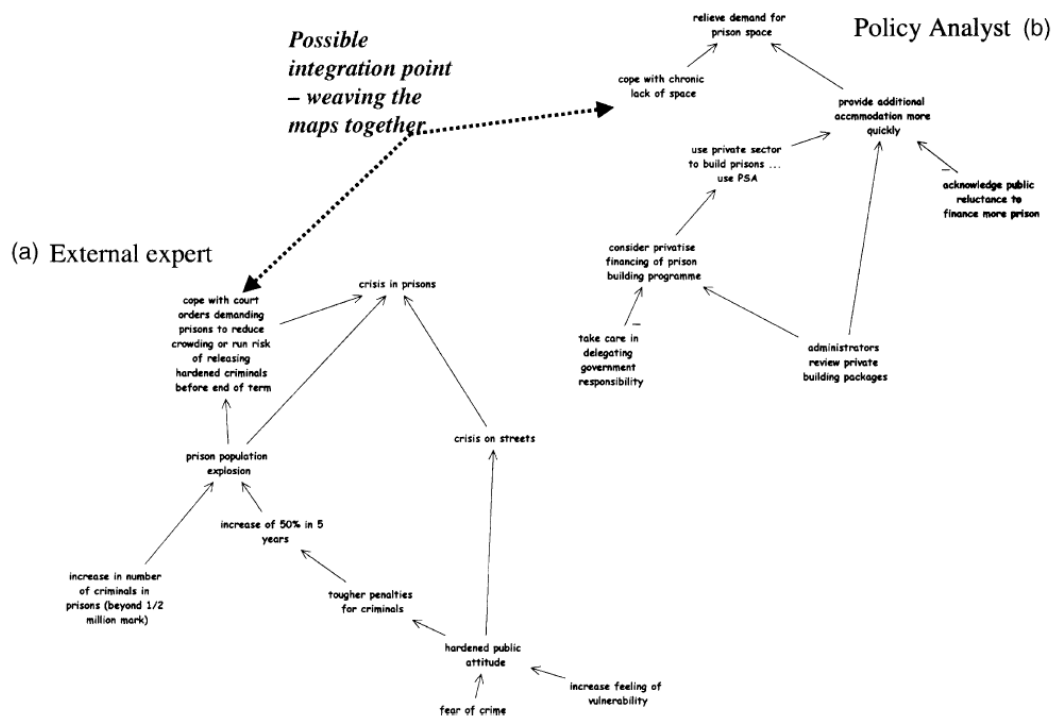 Possible
integration point
– weaving the
maps together
Policy Analyst (b)
relieve demand for
prison space
cope with chronic
lack of space
provide additional
accmmodation more
quickly
use private sector
to build prisons ...
use PSA
–
acknowledge public
reluctance to
finance more prison
consider privatise
financing of prison
building programme
–
take care in
delegating
government
responsibility
administrators
review private
building packages
(a) External expert
crisis in prisons
cope with court
orders demanding
prisons to reduce
crowding or run risk
of releasing
hardened criminals
before end of term
crisis on streets
prison population
explosion
increase of 50% in 5
years
increase in number
of criminals in
prisons (beyond 1/2
million mark)
tougher penalties
for criminals
hardened public
attitude
increase feeling of
vulnerability
fear of crime